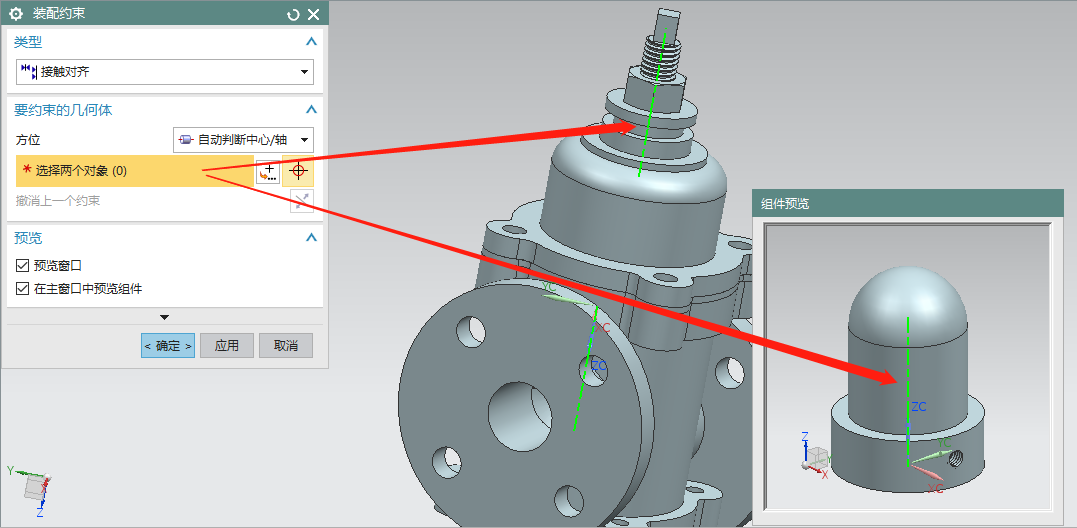 装配约束
类型
接触对齐
要约束的几何体
方位
自动判断中心/轴
* 选择两个对象 (0)
撤消上一个约束
预览
预览窗口
在主窗口中预览组件
< 确定 >
应用
取消
YC
XC
ZC
Y
X
Z
组件预览
ZC
YC
XC
Z
Y
X